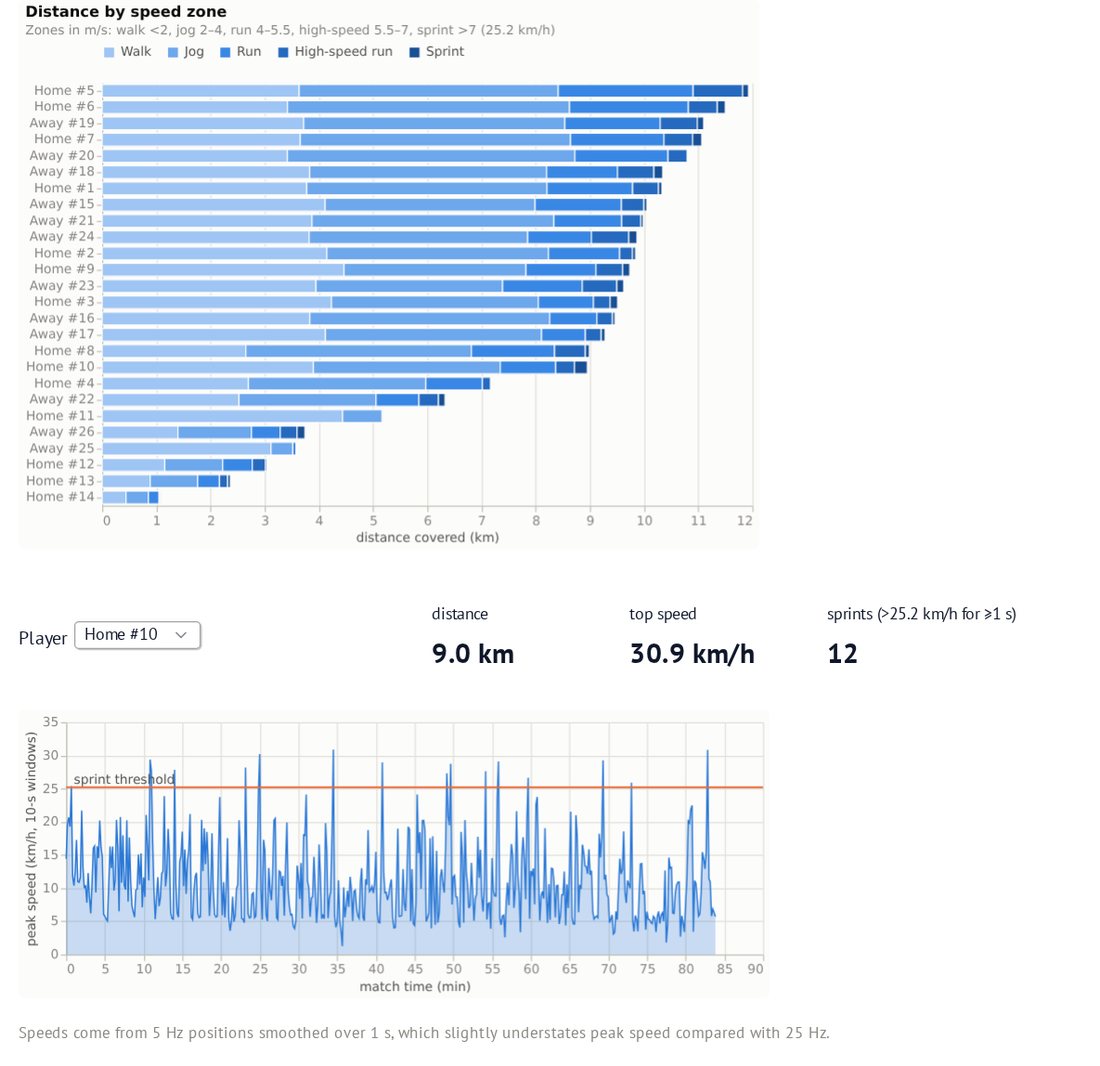 Distance by speed zone
Zones in m/s: walk <2, jog 2–4, run 4–5.5, high-speed 5.5–7, sprint >7 (25.2 km/h)
Walk Jog Run High-speed run Sprint
Home #5
Home #6
Away #19
Home #7
Away #20
Away #18
Home #1
Away #15
Away #21
Away #24
Home #2
Home #9
Away #23
Home #3
Away #16
Away #17
Home #8
Home #10
Home #4
Away #22
Home #11
Away #26
Away #25
Home #12
Home #13
Home #14
0 1 2 3 4 5 6 7 8 9 10 11 12
distance covered (km)
distance top speed sprints (>25.2 km/h for ≥1 s)
Player Home #10
9.0 km 30.9 km/h 12
peak speed (km/h, 10-s windows)
35
30
sprint threshold
25
20
15
10
5
0
0 5 10 15 20 25 30 35 40 45 50 55 60 65 70 75 80 85 90
match time (min)
Speeds come from 5 Hz positions smoothed over 1 s, which slightly understates peak speed compared with 25 Hz.